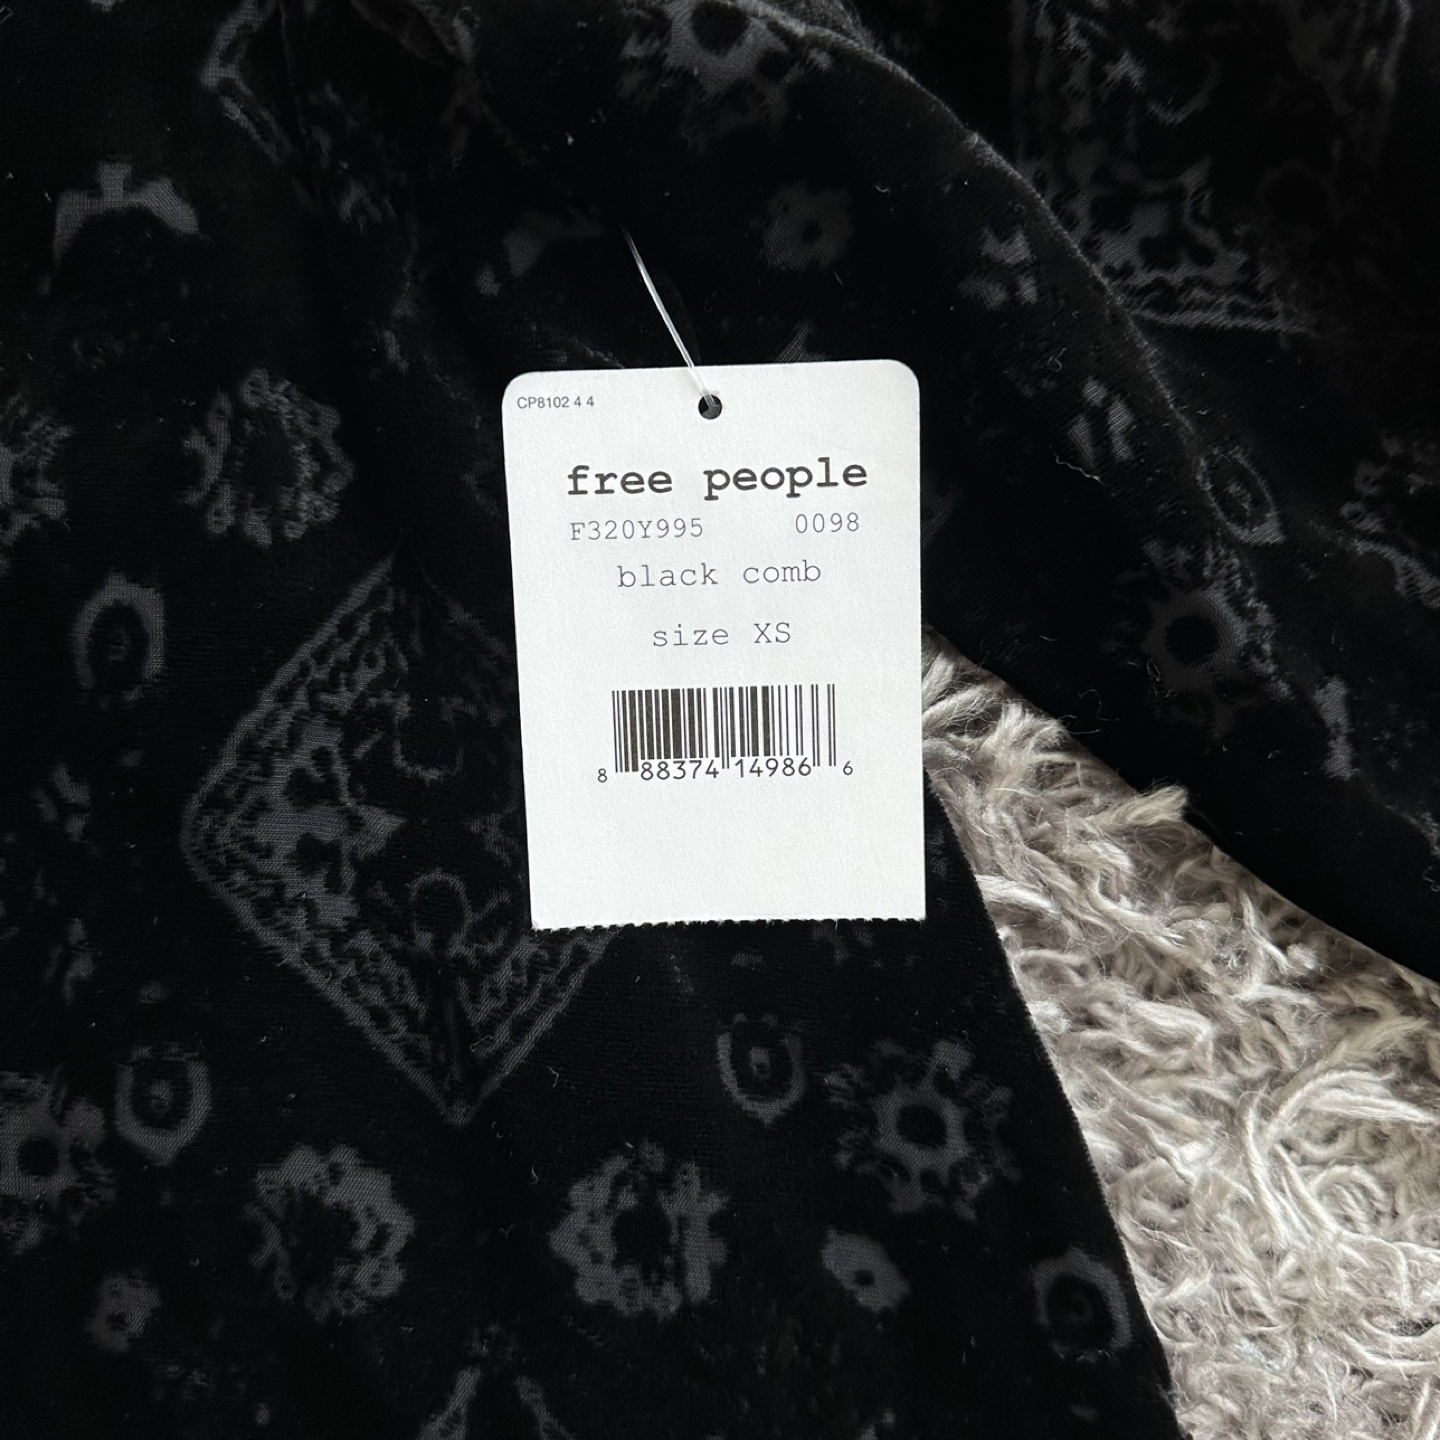 CP8102 4 4
free people
F320Y995 0098
black comb
size XS
8 88374 14986 6